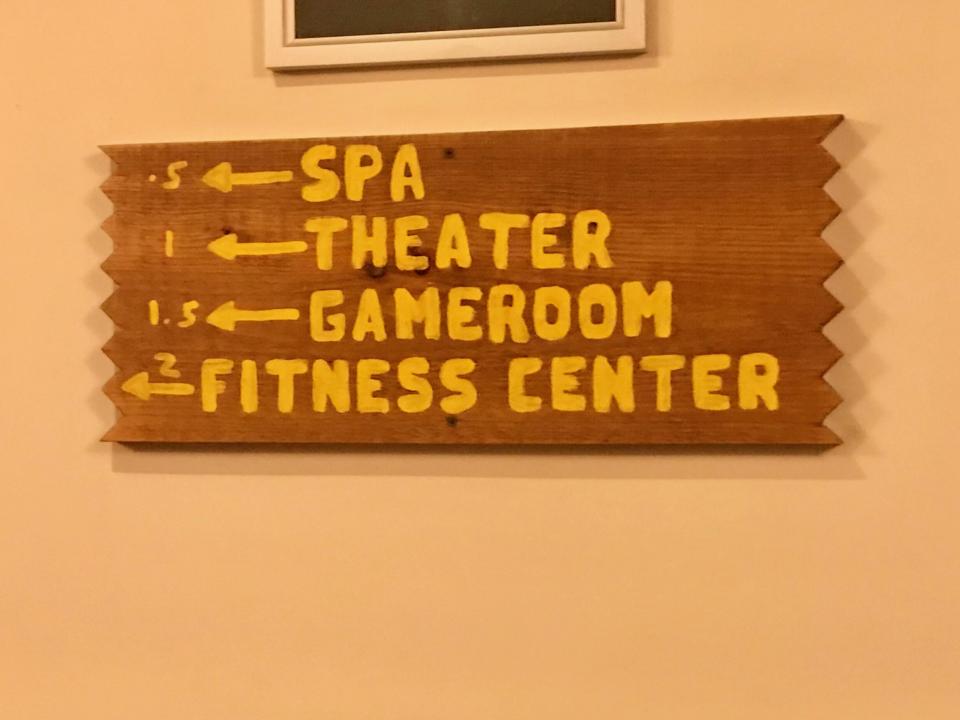 .5 ← SPA
1 ← THEATER
1.5 ← GAMEROOM
2 ← FITNESS CENTER